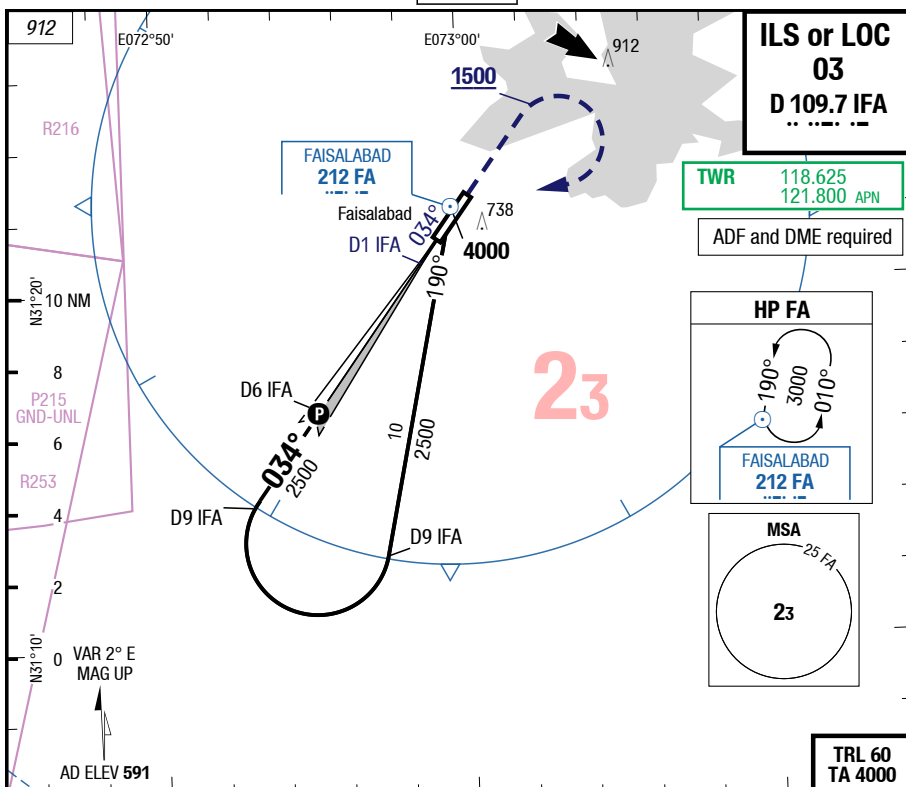 912
E072°50'
E073°00'
912
ILS or LOC
03
D 109.7 IFA
R216
1500
FAISALABAD
212 FA
TWR 118.625
121.800 APN
Faisalabad
034°
738
4000
D1 IFA
190°
ADF and DME required
N31°20'
10 NM
HP FA
190°
3000
010°
FAISALABAD
212 FA
8
P215
GND-UNL
6
D6 IFA
P
23
10
2500
034°
2500
R253
4
D9 IFA
D9 IFA
MSA
25 FA
23
2
N31°10'
0
VAR 2° E
MAG UP
AD ELEV 591
TRL 60
TA 4000